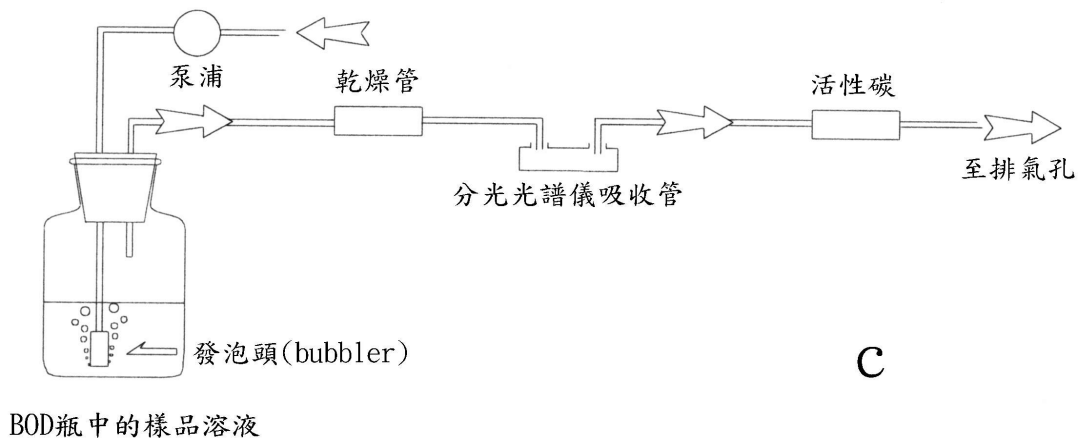 泵浦
乾燥管
活性碳
至排氣孔
分光光譜儀吸收管
發泡頭(bubbler)
C
BOD瓶中的樣品溶液